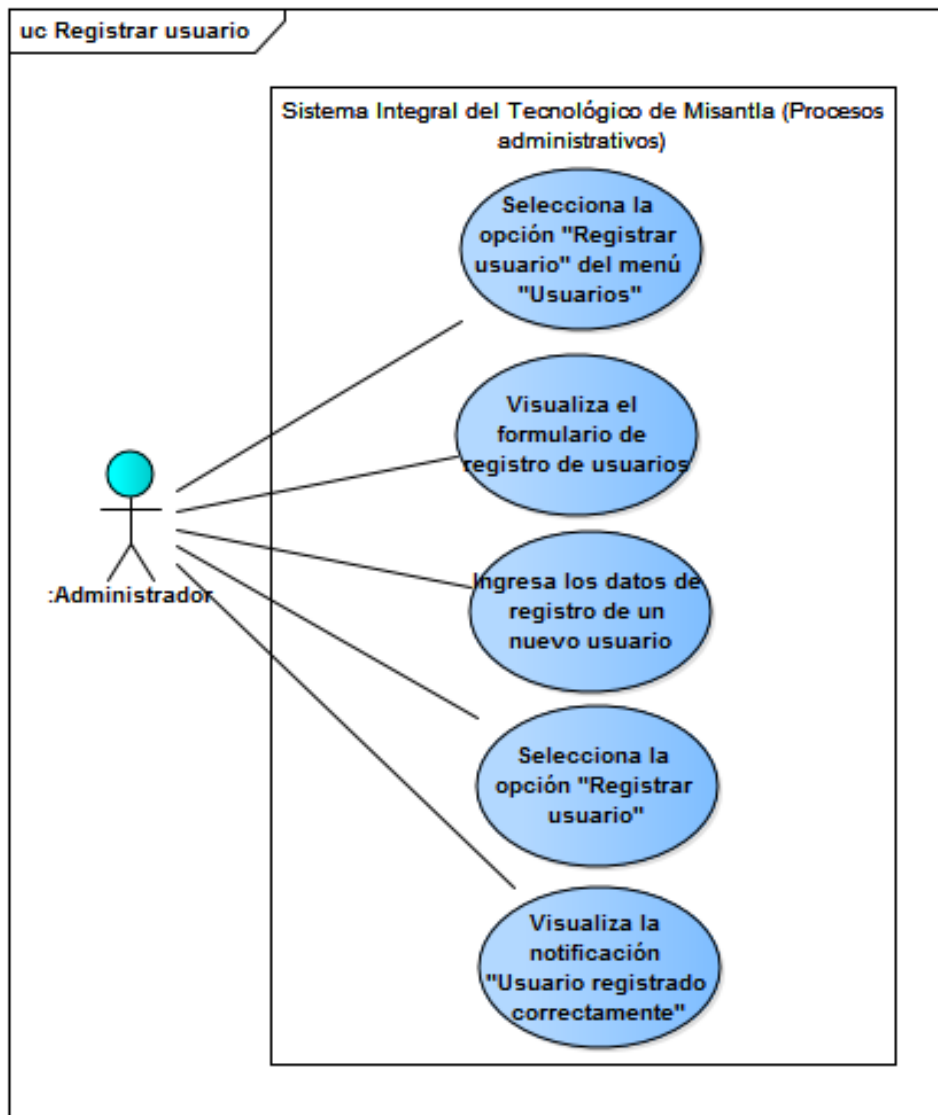 uc Registrar usuario
Sistema Integral del Tecnológico de Misantla (Procesos
administrativos)
Selecciona la
opción "Registrar
usuario" del menú
"Usuarios"
Visualiza el
formulario de
registro de usuarios
Ingresa los datos de
registro de un
nuevo usuario
:Administrador
Selecciona la
opción "Registrar
usuario"
Visualiza la
notificación
"Usuario registrado
correctamente"